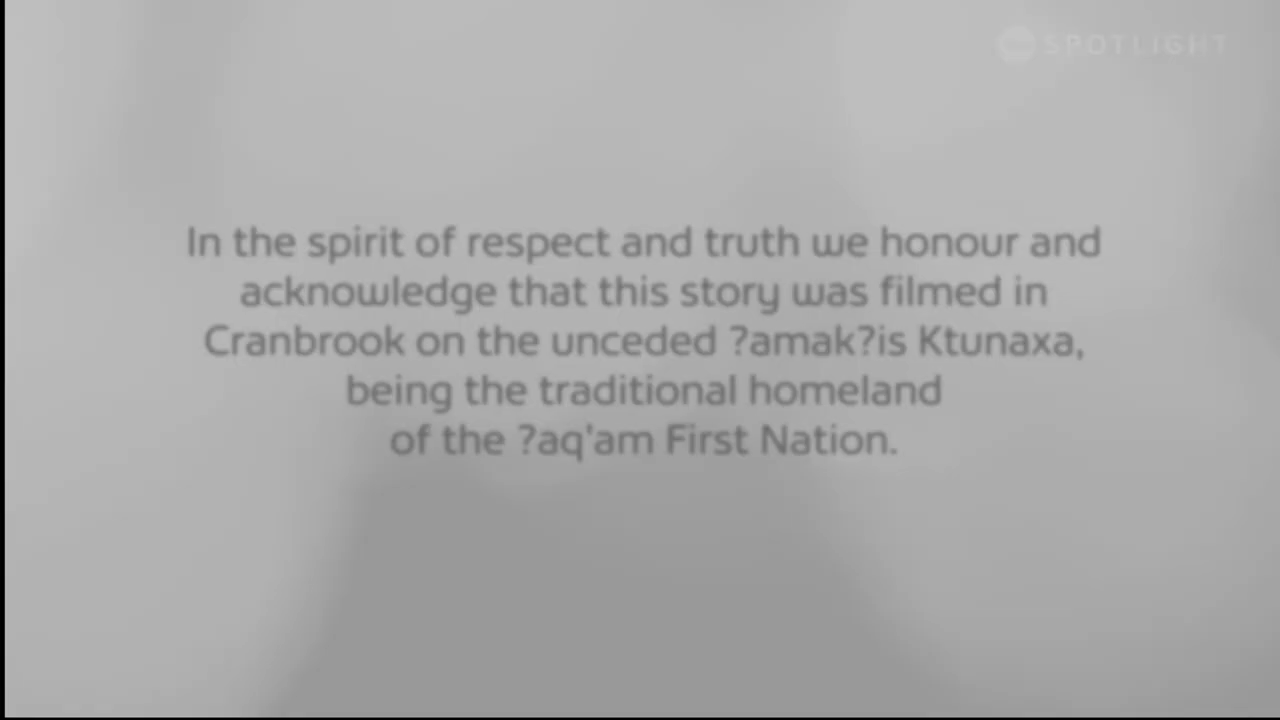 SPOTLIGHT
In the spirit of respect and truth we honour and
acknowledge that this story was filmed in
Cranbrook on the unceded ?amak?is Ktunaxa,
being the traditional homeland
of the ?aq'am First Nation.